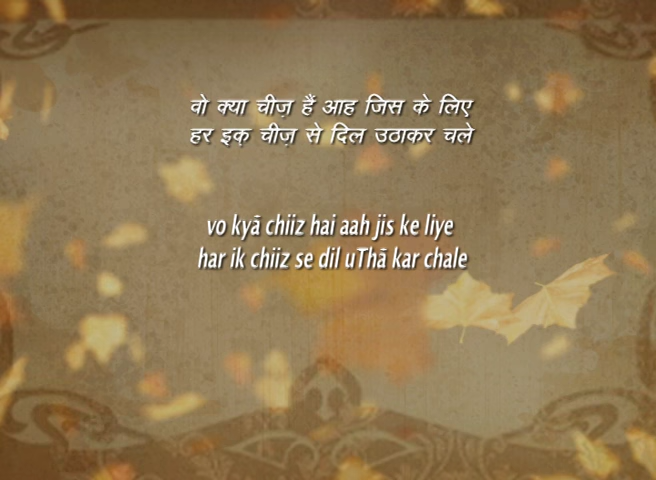 वो क्या चीज़ हैं आह जिस के लिए
हर इक़ चीज़ से दिल उठाकर चले
vo kyā chiiz hai aah jis ke liye
har ik chiiz se dil uThā kar chale